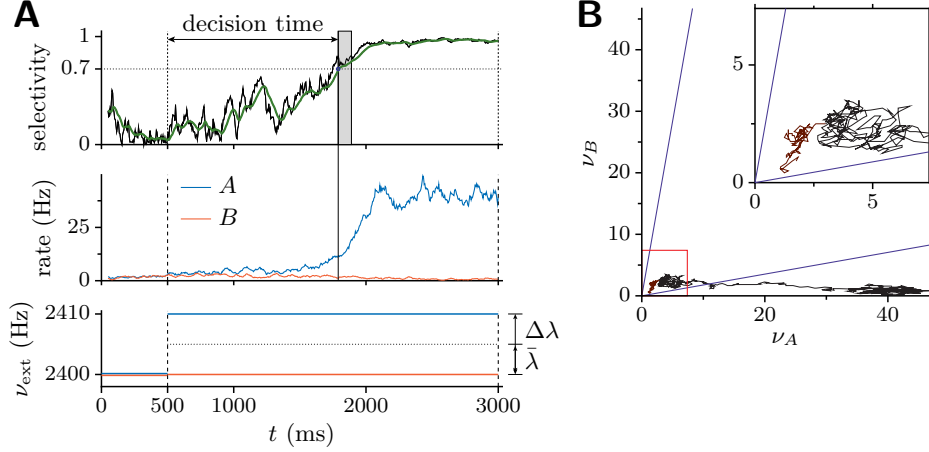 A
decision time
1
0.7
0
selectivity
A
B
25
0
rate (Hz)
2410
2400
ν_ext (Hz)
Δλ
λ̄
0 500 1000 2000 3000
t (ms)
B
40
30
20
10
0
ν_B
0 20 40
ν_A
5
0
0 5